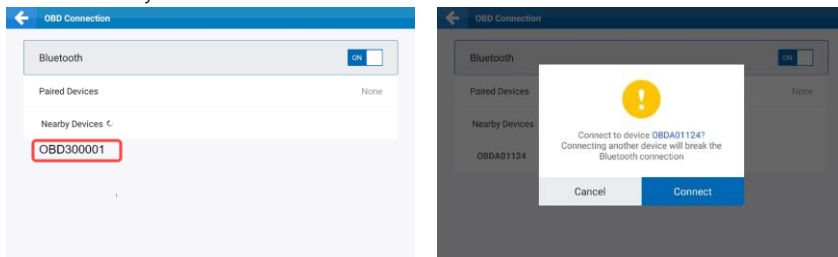 OBD Connection
Bluetooth ON
Paired Devices None
Nearby Devices
OBD300001
OBD Connection
Bluetooth ON
Paired Devices None
Nearby Devices
OBDA01124
Connect to device OBDA01124?
Connecting another device will break the
Bluetooth connection
Cancel Connect